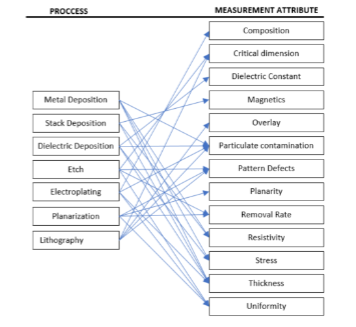 PROCCESS
MEASUREMENT ATTRIBUTE
Composition
Critical dimension
Dielectric Constant
Metal Deposition
Magnetics
Stack Deposition
Overlay
Dielectric Deposition
Particulate contamination
Etch
Pattern Defects
Electroplating
Planarity
Planarization
Removal Rate
Lithography
Resistivity
Stress
Thickness
Uniformity